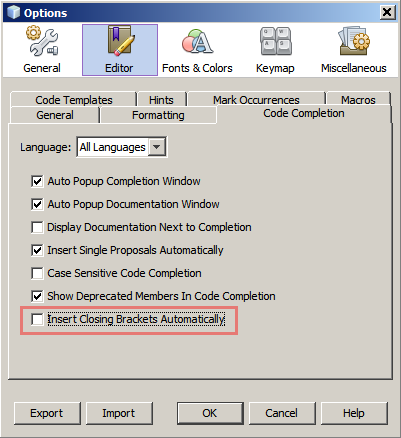 Options
General
Editor
Fonts & Colors
Keymap
Miscellaneous
Code Templates
Hints
Mark Occurrences
Macros
General
Formatting
Code Completion
Language: All Languages
Auto Popup Completion Window
Auto Popup Documentation Window
Display Documentation Next to Completion
Insert Single Proposals Automatically
Case Sensitive Code Completion
Show Deprecated Members In Code Completion
Insert Closing Brackets Automatically
Export
Import
OK
Cancel
Help